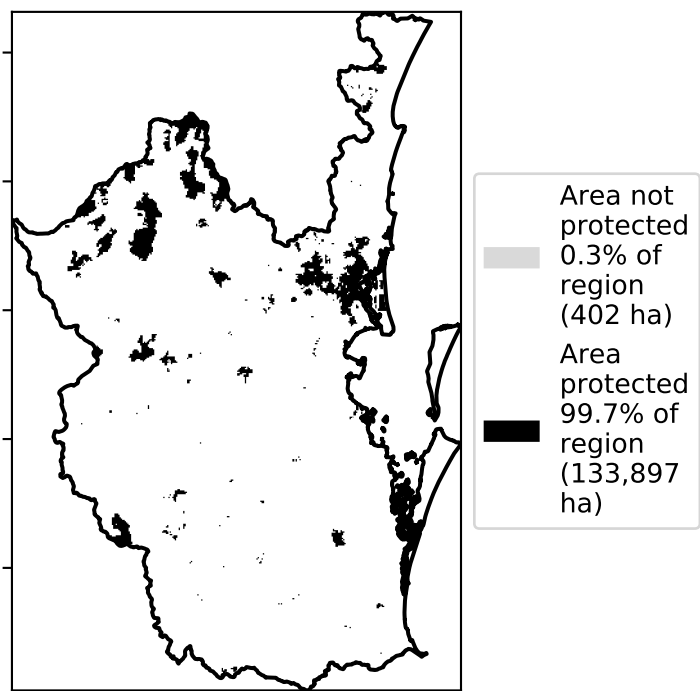 Area not
protected
0.3% of
region
(402 ha)
Area
protected
99.7% of
region
(133,897
ha)